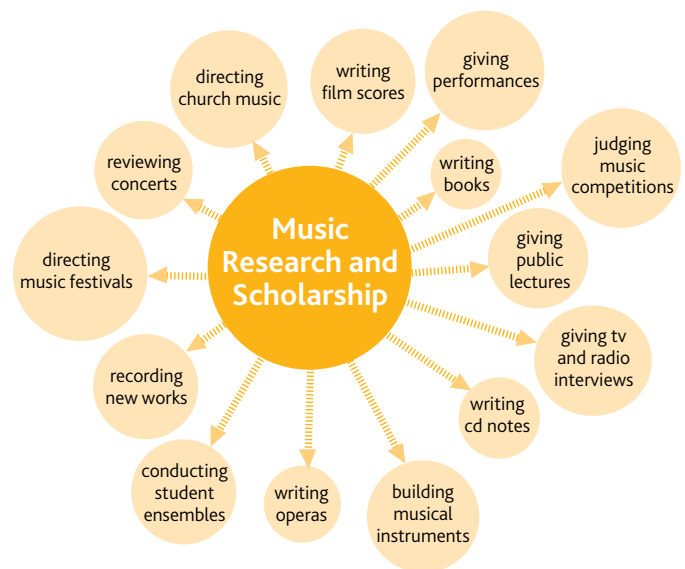 Music
Research and
Scholarship
writing
film scores
giving
performances
writing
books
judging
music
competitions
giving
public
lectures
giving tv
and radio
interviews
writing
cd notes
building
musical
instruments
writing
operas
conducting
student
ensembles
recording
new works
directing
music festivals
reviewing
concerts
directing
church music